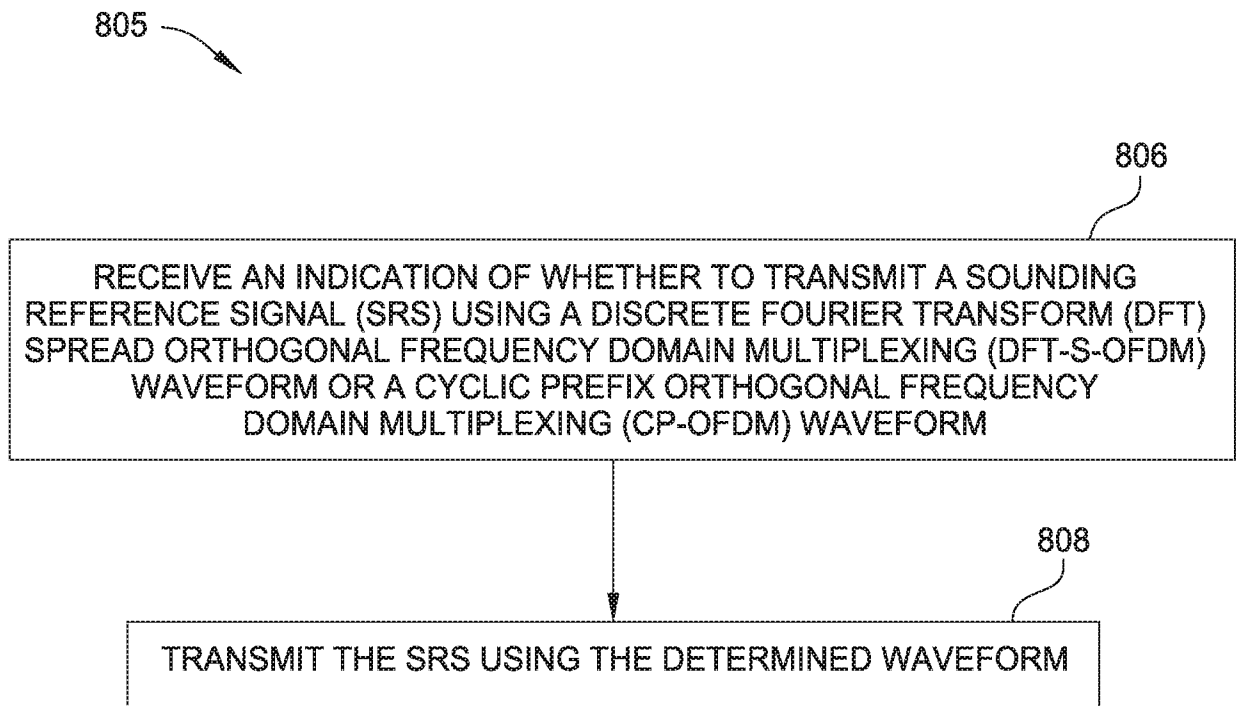 805
806
RECEIVE AN INDICATION OF WHETHER TO TRANSMIT A SOUNDING
REFERENCE SIGNAL (SRS) USING A DISCRETE FOURIER TRANSFORM (DFT)
SPREAD ORTHOGONAL FREQUENCY DOMAIN MULTIPLEXING (DFT-S-OFDM)
WAVEFORM OR A CYCLIC PREFIX ORTHOGONAL FREQUENCY
DOMAIN MULTIPLEXING (CP-OFDM) WAVEFORM
808
TRANSMIT THE SRS USING THE DETERMINED WAVEFORM